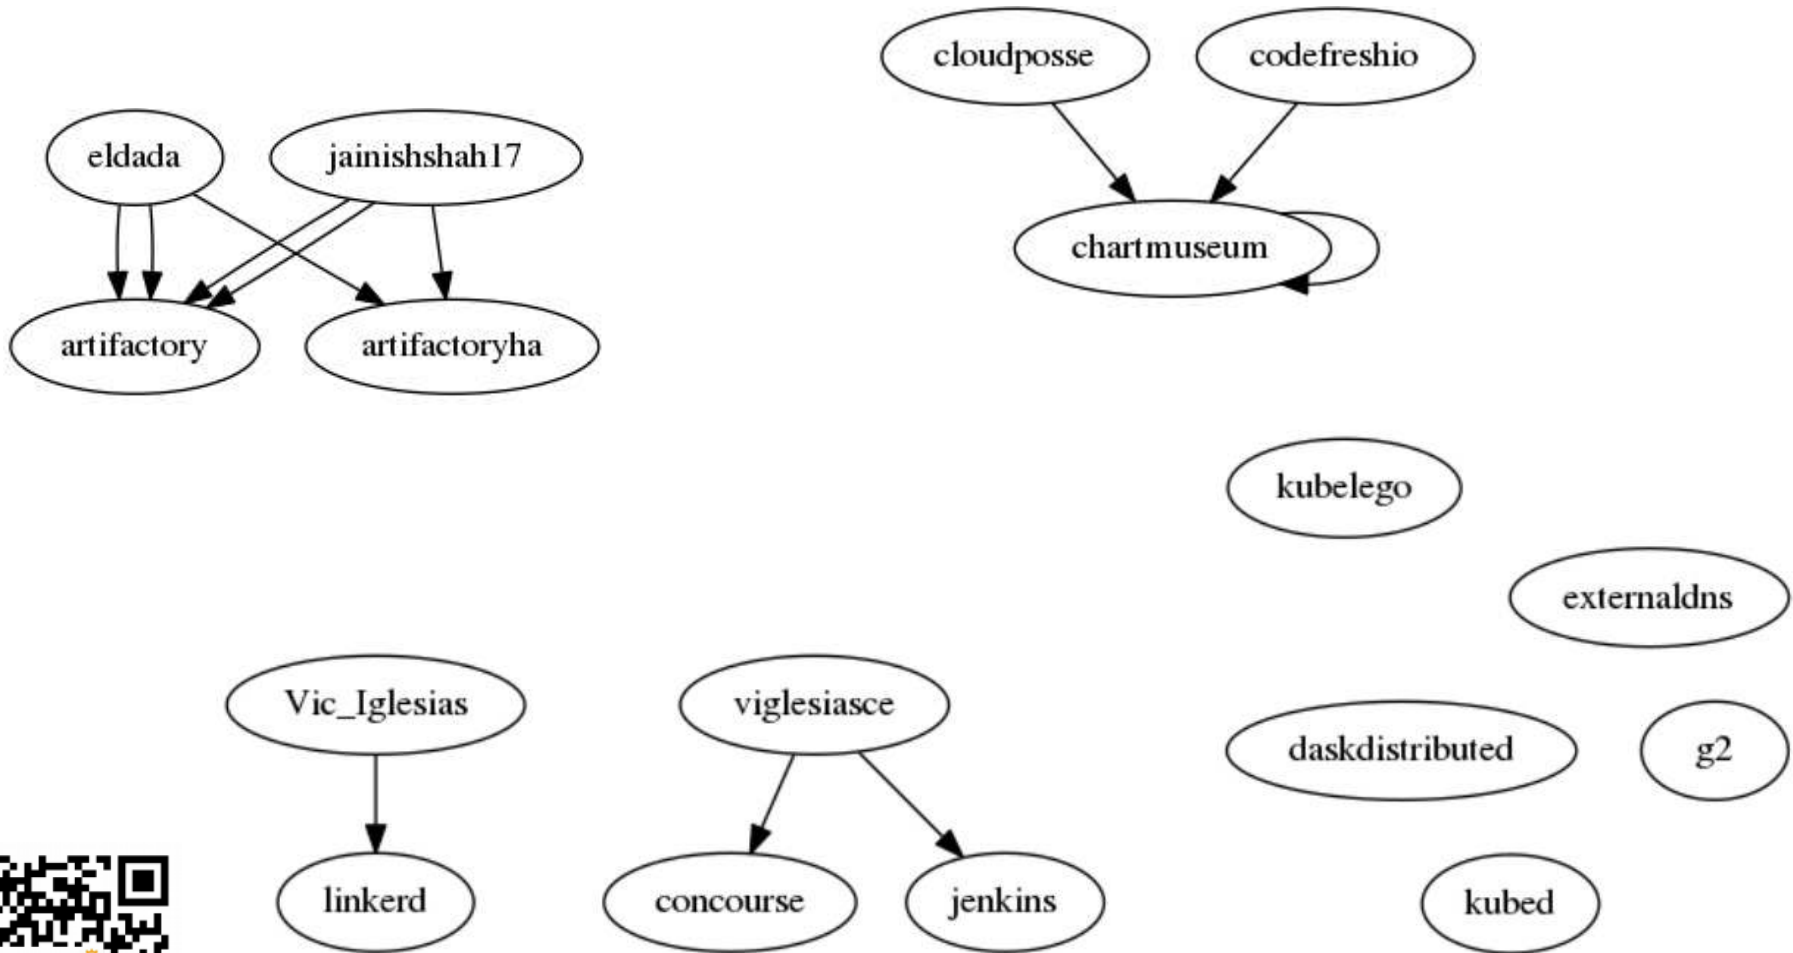 cloudposse
codefreshio
eldada
jainishshah17
chartmuseum
artifactory
artifactoryha
kubelego
externaldns
Vic_Iglesias
viglesiasce
daskdistributed
g2
linkerd
concourse
jenkins
kubed